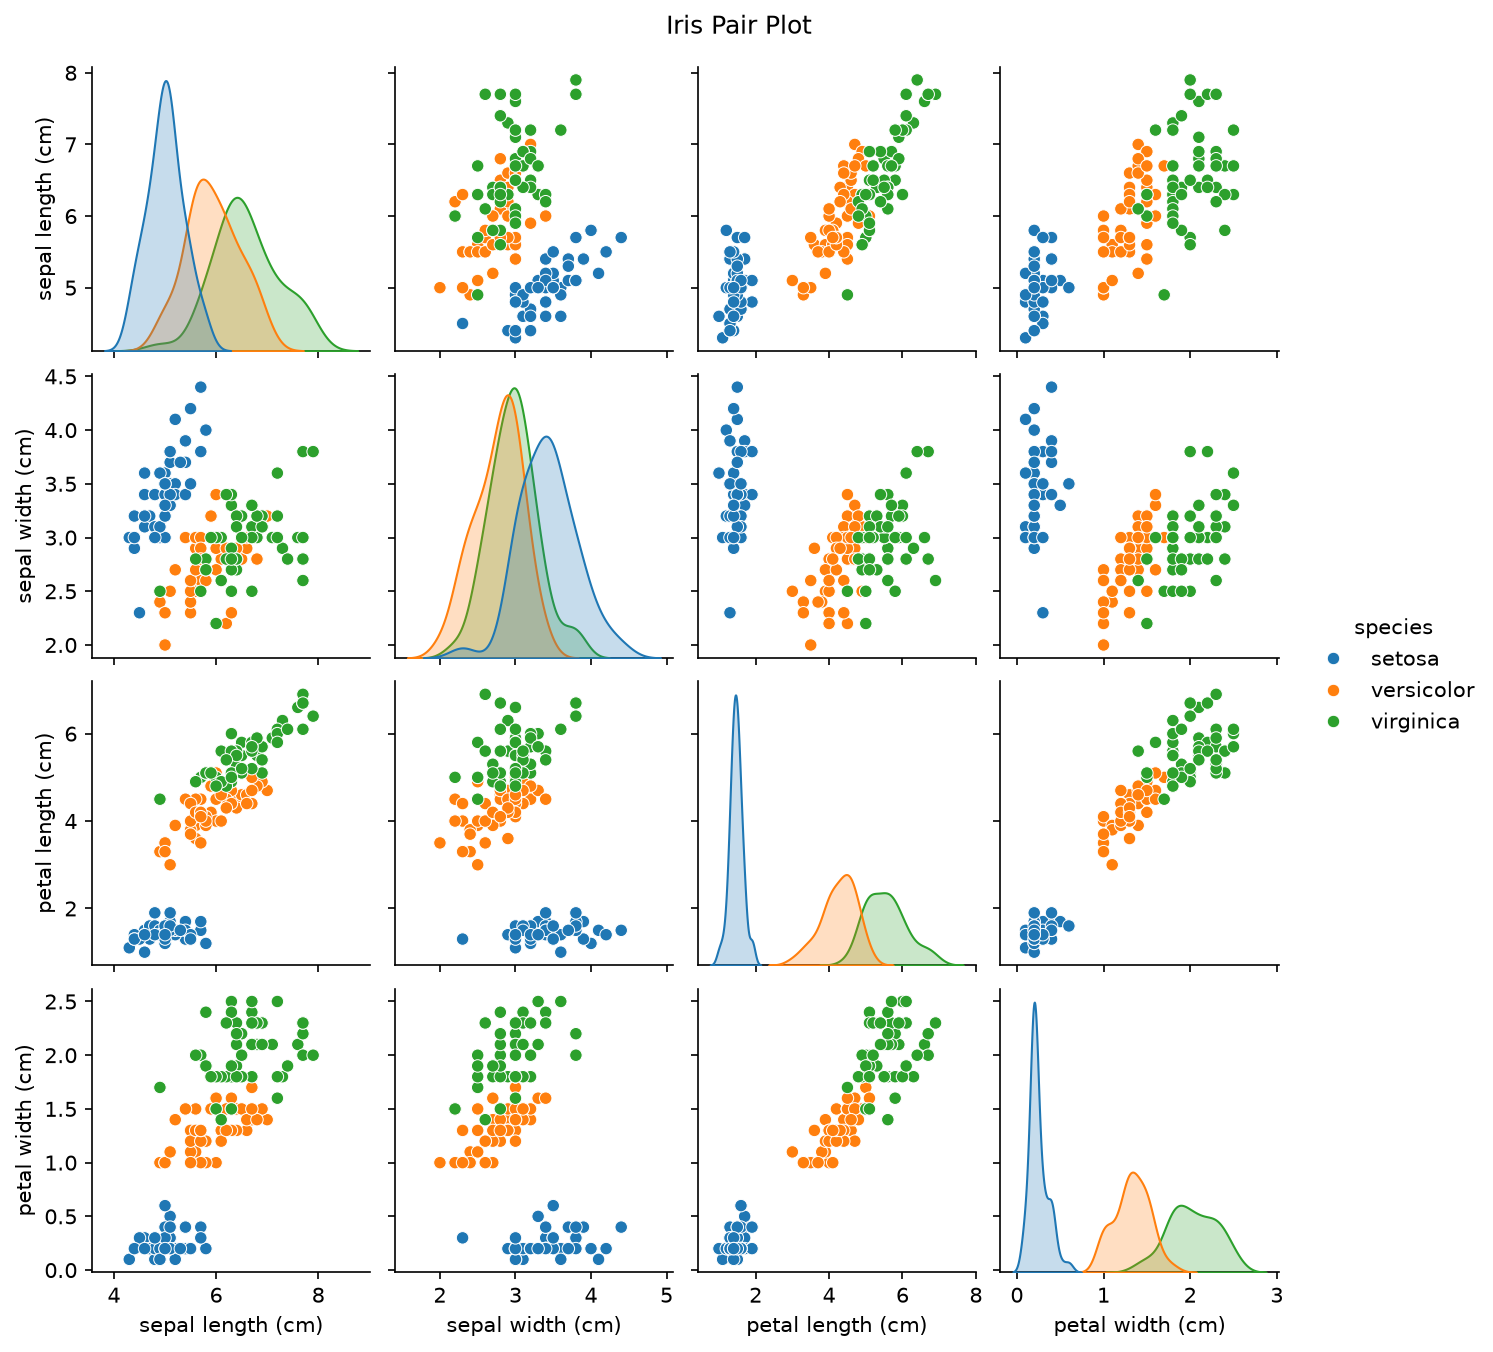 Iris Pair Plot
sepal length (cm)
8
7
6
5
sepal width (cm)
4.5
4.0
3.5
3.0
2.5
2.0
petal length (cm)
6
4
2
petal width (cm)
2.5
2.0
1.5
1.0
0.5
0.0
4 6 8
2 3 4 5
2 4 6 8
0 1 2 3
sepal length (cm)
sepal width (cm)
petal length (cm)
petal width (cm)
species
setosa
versicolor
virginica